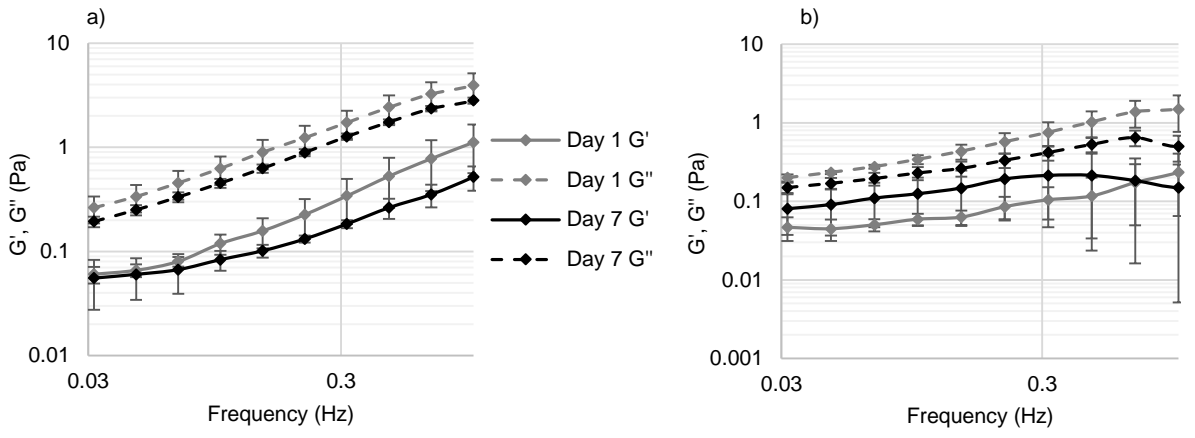 a)
10
1
0.1
0.01
0.03
0.3
G', G" (Pa)
Frequency (Hz)
Day 1 G'
Day 1 G"
Day 7 G'
Day 7 G"
b)
10
1
0.1
0.01
0.001
0.03
0.3
G', G" (Pa)
Frequency (Hz)